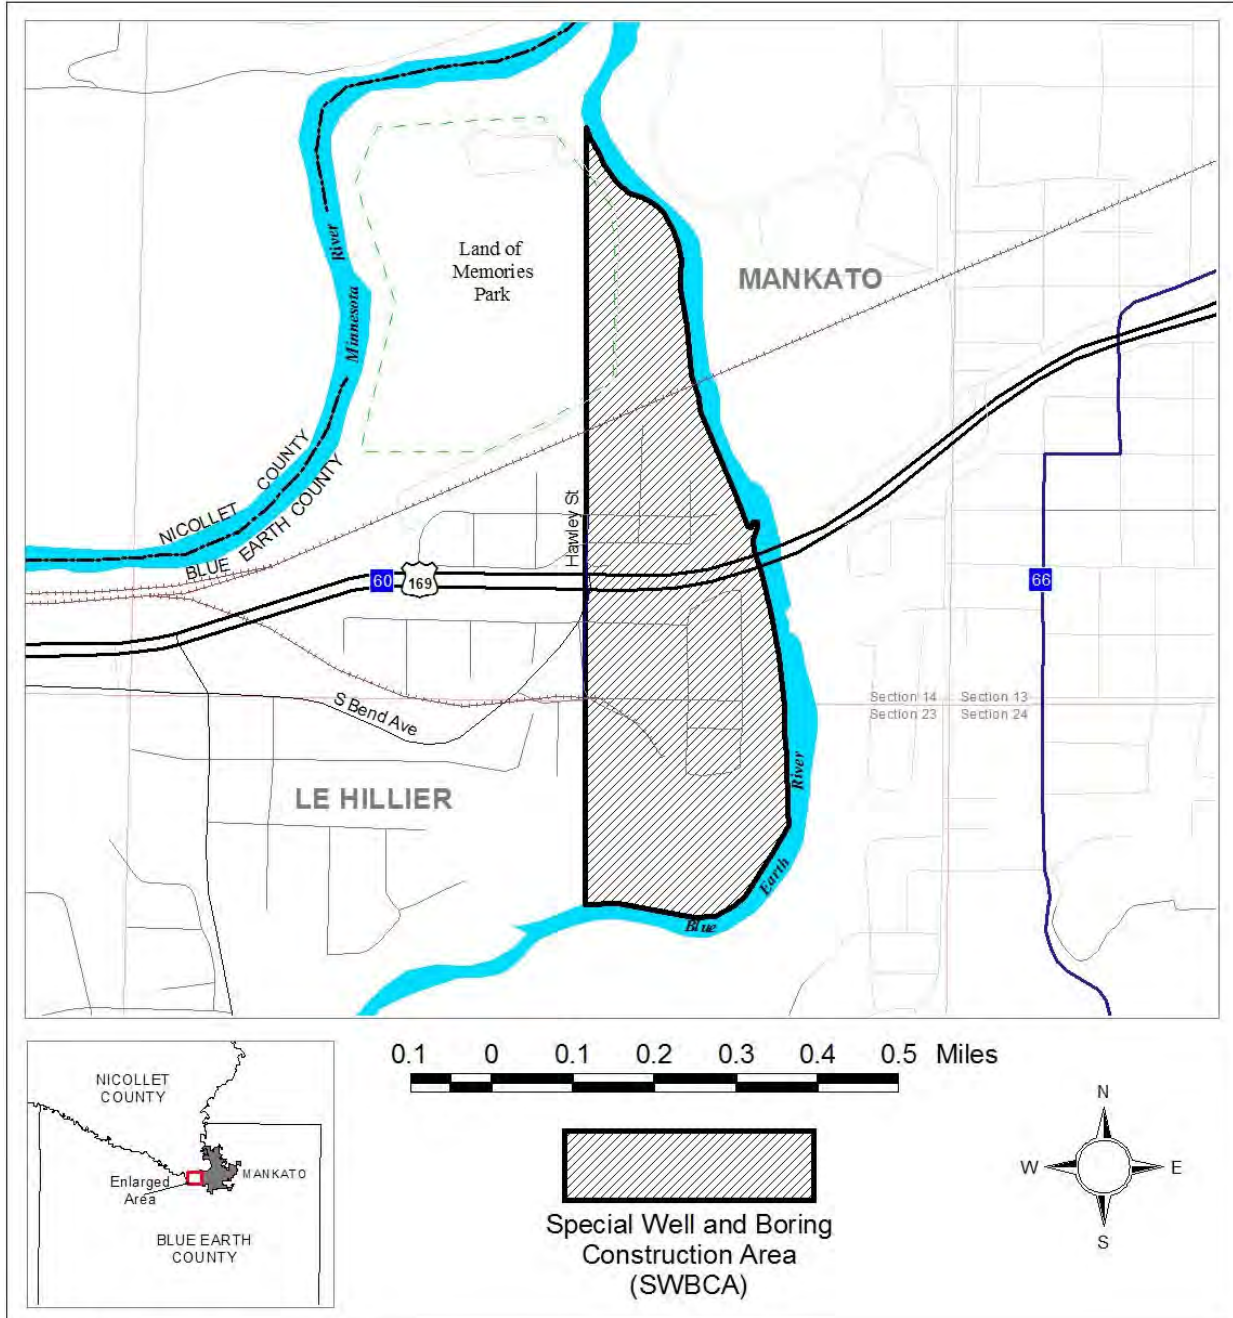 Land of
Memories
Park
MANKATO
River
Minnesota
NICOLLET COUNTY
BLUE EARTH COUNTY
Hawley St
60
169
66
S Bend Ave
Section 14
Section 13
Section 23
Section 24
LE HILLIER
River
Earth
Blue
0.1 0 0.1 0.2 0.3 0.4 0.5 Miles
NICOLLET
COUNTY
MANKATO
Enlarged
Area
BLUE EARTH
COUNTY
Special Well and Boring
Construction Area
(SWBCA)
N
W
E
S